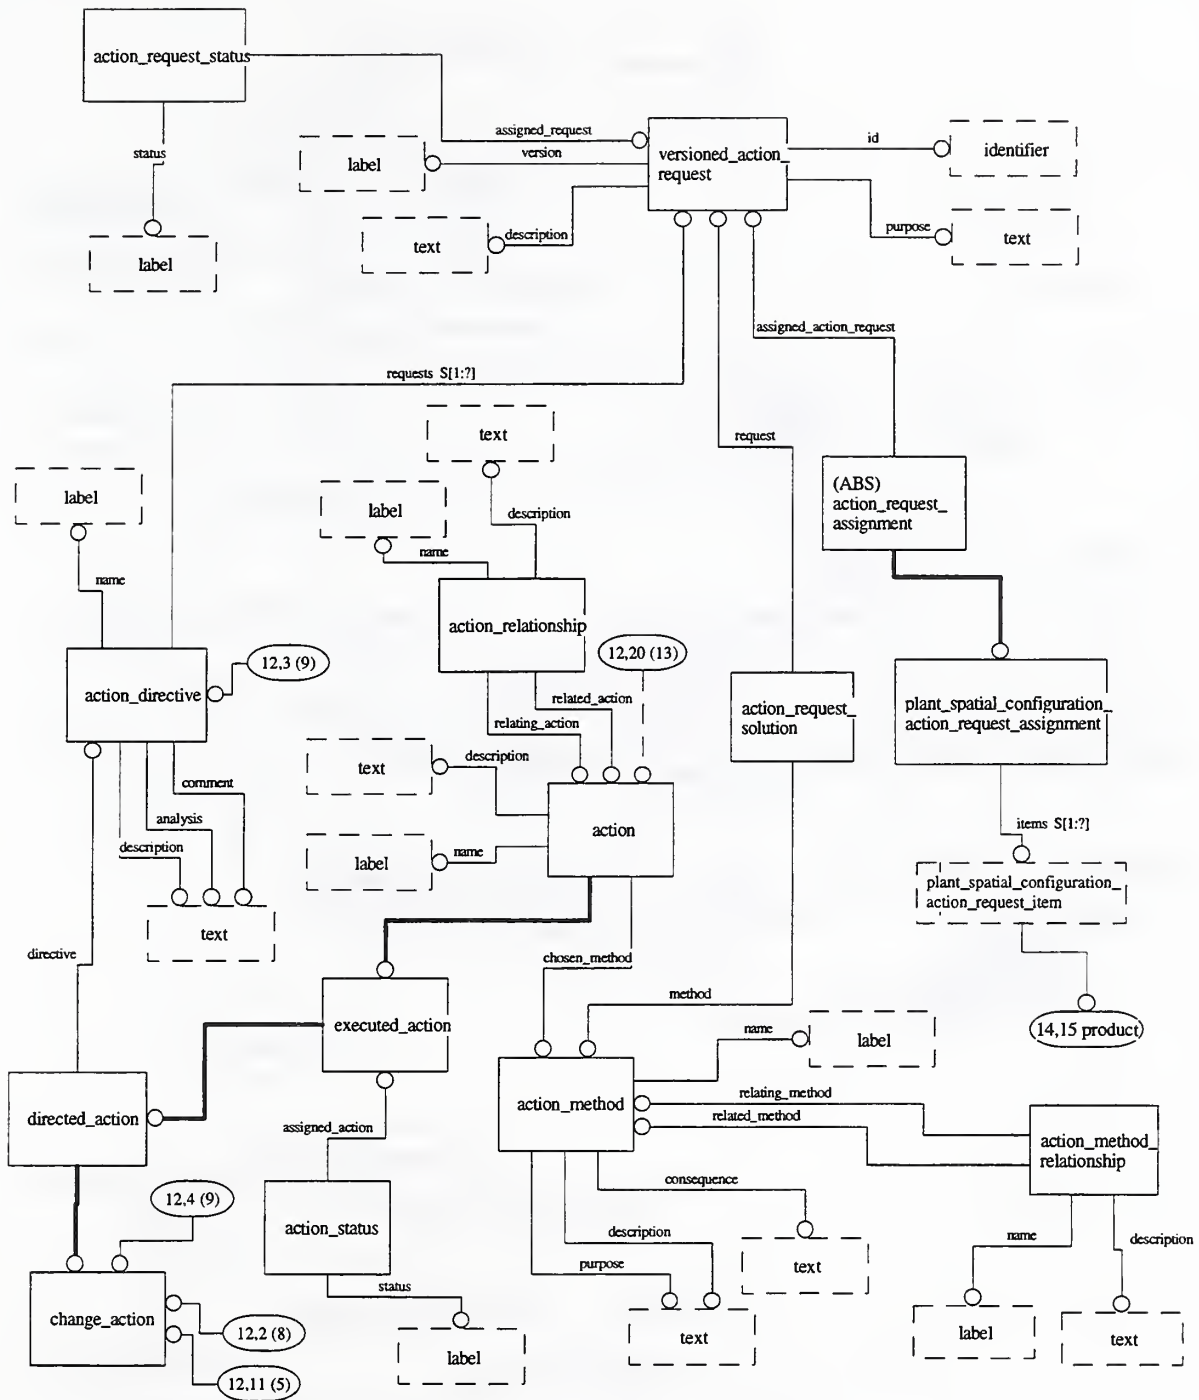 action_request_status
assigned_request
version
label
versioned_action_
request
id
identifier
status
description
text
purpose
text
label
assigned_action_request
requests S[1:?]
text
request
label
label
description
name
(ABS)
action_request_
assignment
name
action_relationship
12,20 (13)
12,3 (9)
action_directive
related_action
relating_action
action_request_
solution
plant_spatial_configuration_
action_request_assignment
description
text
comment
analysis
description
action
items S[1:?]
name
label
plant_spatial_configuration_
action_request_item
text
directive
chosen_method
method
executed_action
name
label
14,15 product
directed_action
action_method
relating_method
related_method
assigned_action
action_method_
relationship
12,4 (9)
consequence
action_status
description
name
description
purpose
text
status
change_action
12,2 (8)
label
text
label
text
12,11 (5)